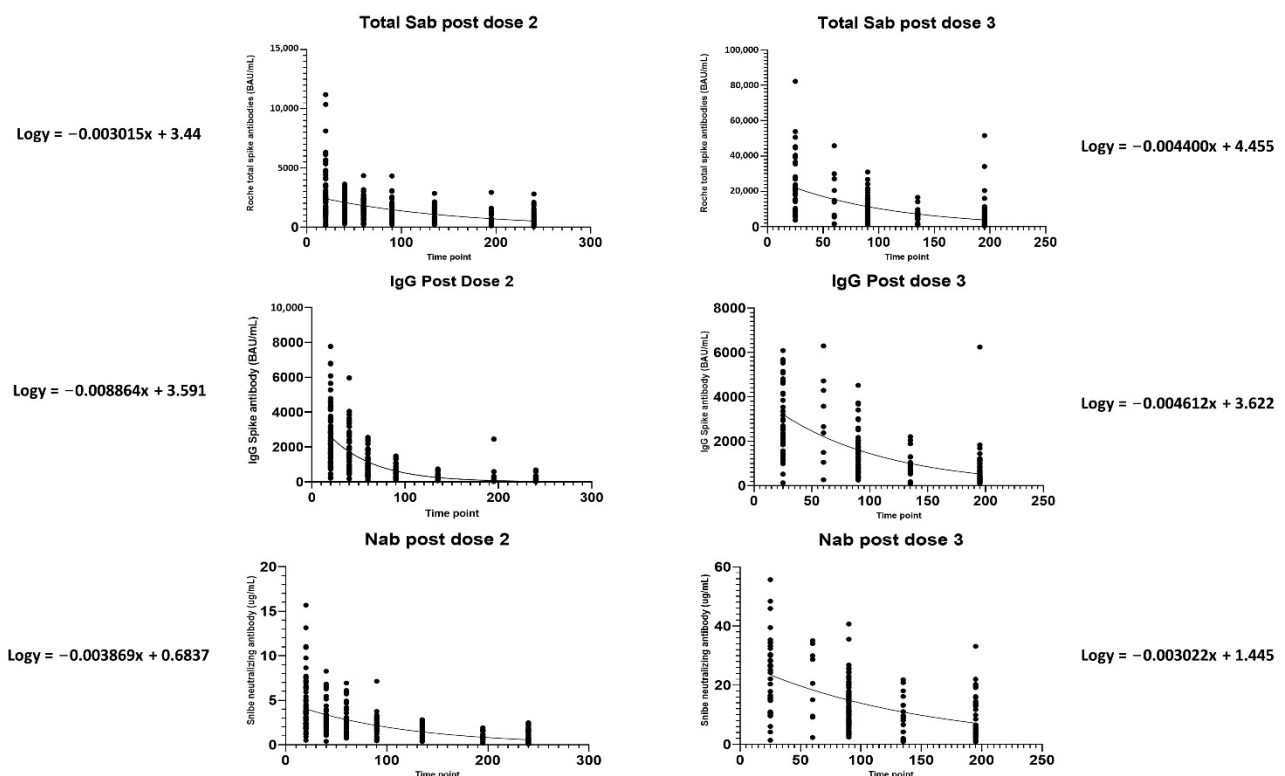 Total Sab post dose 2
Logy = −0.003015x + 3.44
Roche total spike antibodies (BAU/mL)
15,000
10,000
5000
0
0 100 200 300
Time point
Total Sab post dose 3
Roche total spike antibodies (BAU/mL)
100,000
80,000
60,000
40,000
20,000
0
0 50 100 150 200 250
Time point
Logy = −0.004400x + 4.455
IgG Post Dose 2
Logy = −0.008864x + 3.591
IgG Spike antibody (BAU/mL)
10,000
8000
6000
4000
2000
0
0 100 200 300
Time point
IgG Post dose 3
IgG Spike antibody (BAU/mL)
8000
6000
4000
2000
0
0 50 100 150 200 250
Time point
Logy = −0.004612x + 3.622
Nab post dose 2
Logy = −0.003869x + 0.6837
Snibe neutralizing antibody (ug/mL)
20
15
10
5
0
0 100 200 300
Time point
Nab post dose 3
Snibe neutralizing antibody (ug/mL)
60
40
20
0
0 50 100 150 200 250
Time point
Logy = −0.003022x + 1.445